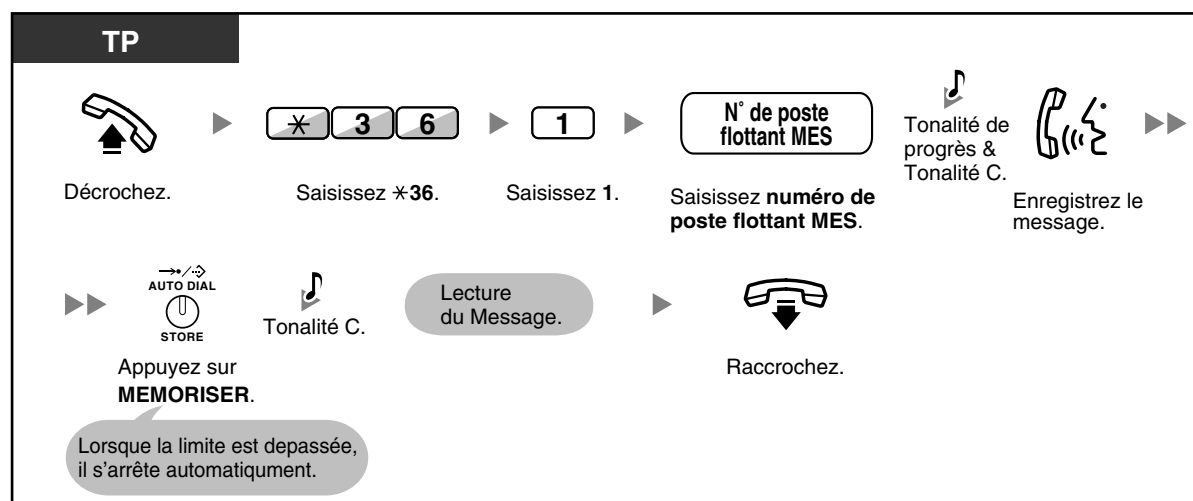 TP
✳ 3 6
1
N° de poste
flottant MES
Tonalité de
progrès &
Tonalité C.
Décrochez.
Saisissez ✳36.
Saisissez 1.
Saisissez numéro de
poste flottant MES.
Enregistrez le
message.
AUTO DIAL
STORE
Tonalité C.
Lecture
du Message.
Appuyez sur
MEMORISER.
Raccrochez.
Lorsque la limite est depassée,
il s'arrête automatiqument.